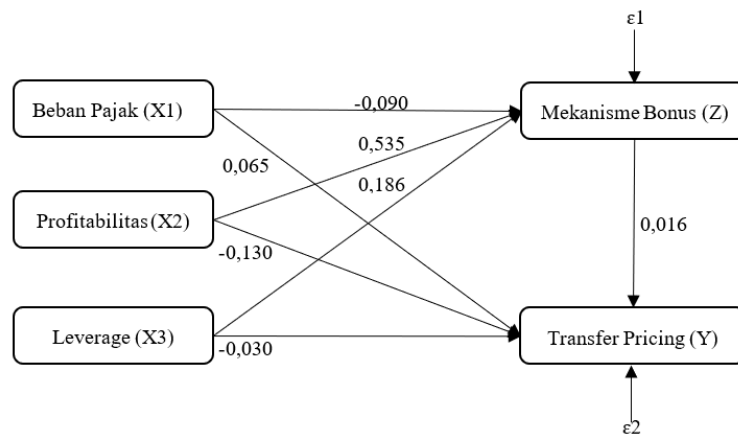 ε1
Beban Pajak (X1)
-0,090
Mekanisme Bonus (Z)
0,535
0,065
0,186
Profitabilitas (X2)
0,016
-0,130
Leverage (X3)
-0,030
Transfer Pricing (Y)
ε2